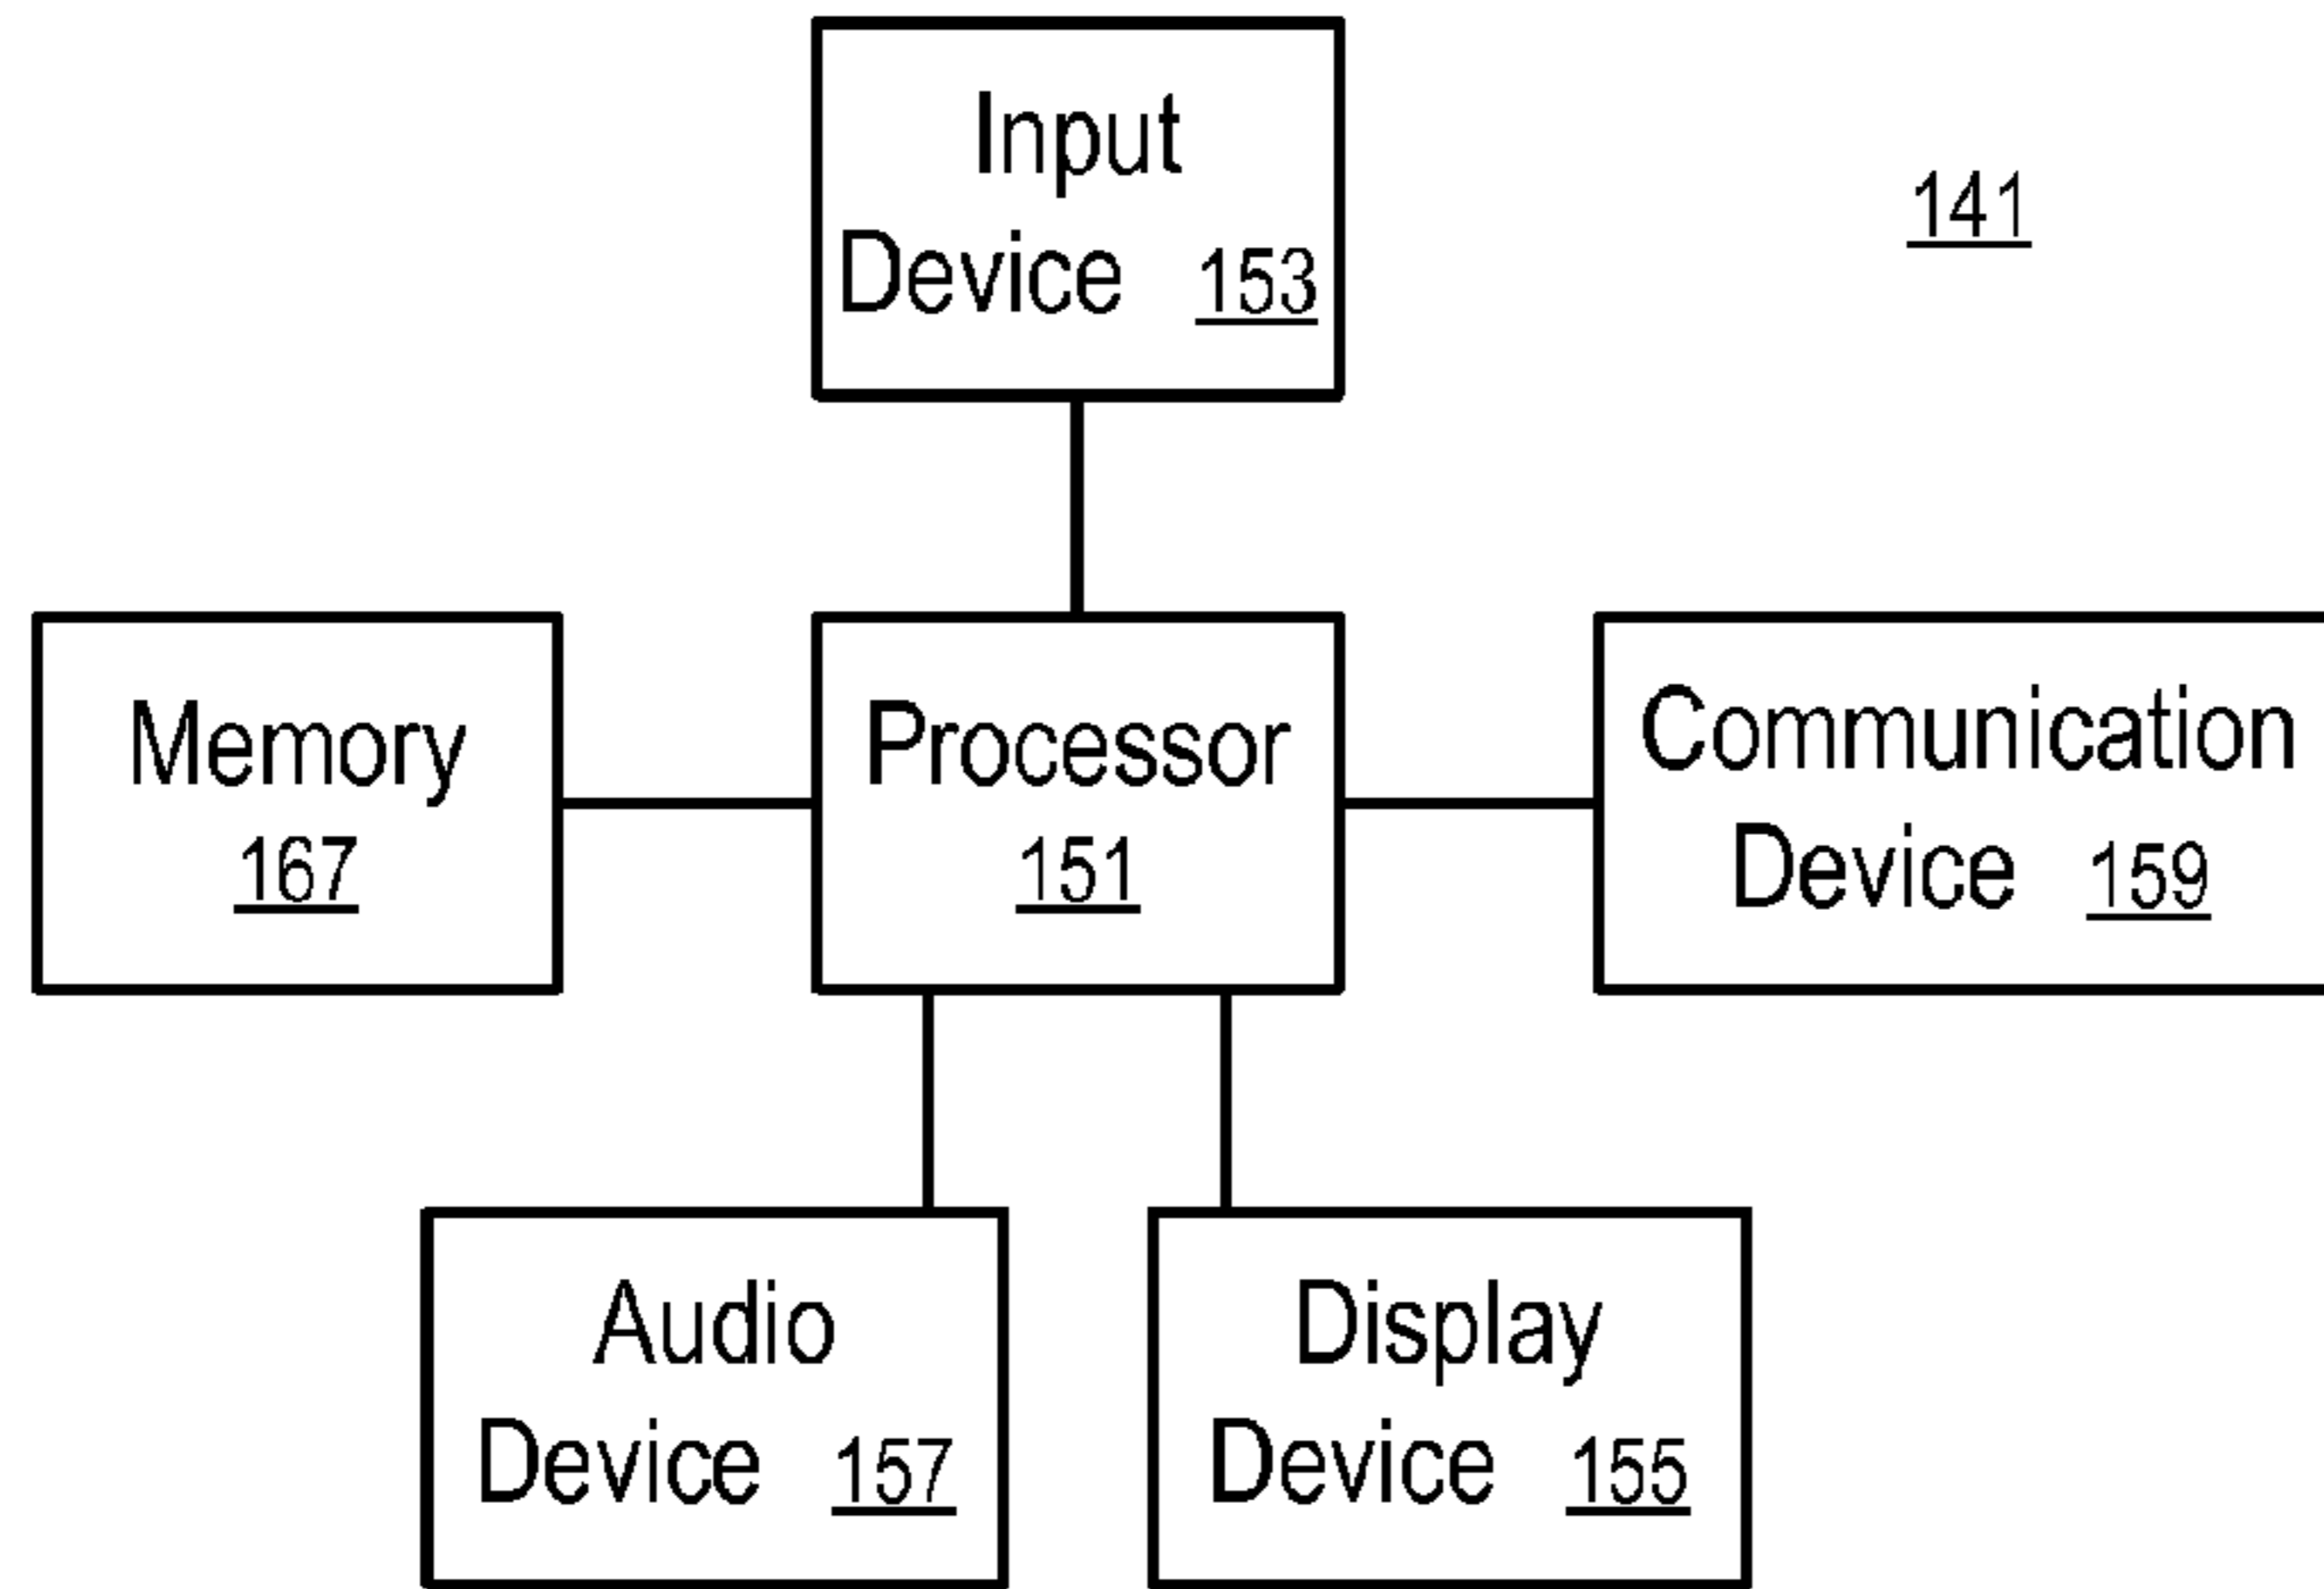 Input
Device 153
141
Memory
167
Processor
151
Communication
Device 159
Audio
Device 157
Display
Device 155